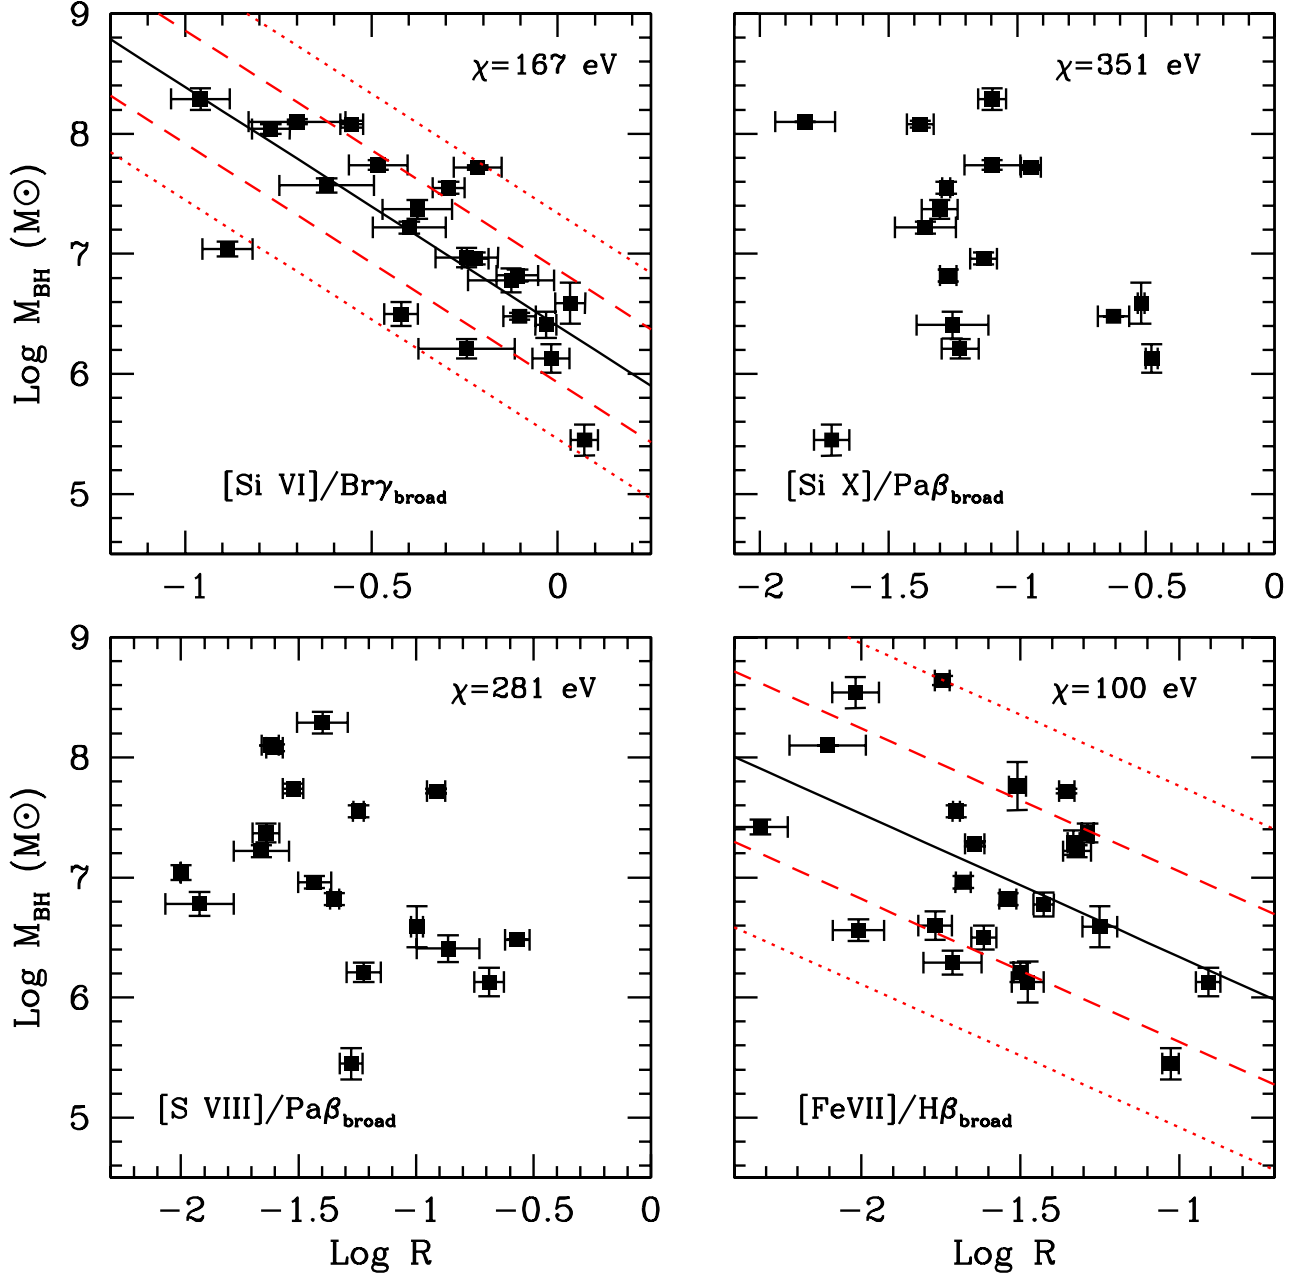 9
8
7
6
5
Log M_BH (M⊙)
χ=167 eV
[Si VI]/Brγ_broad
−1
−0.5
0
χ=351 eV
[Si X]/Paβ_broad
−2
−1.5
−1
−0.5
0
9
8
7
6
5
Log M_BH (M⊙)
χ=281 eV
[S VIII]/Paβ_broad
−2
−1.5
−1
−0.5
0
Log R
χ=100 eV
[FeVII]/Hβ_broad
−2
−1.5
−1
Log R